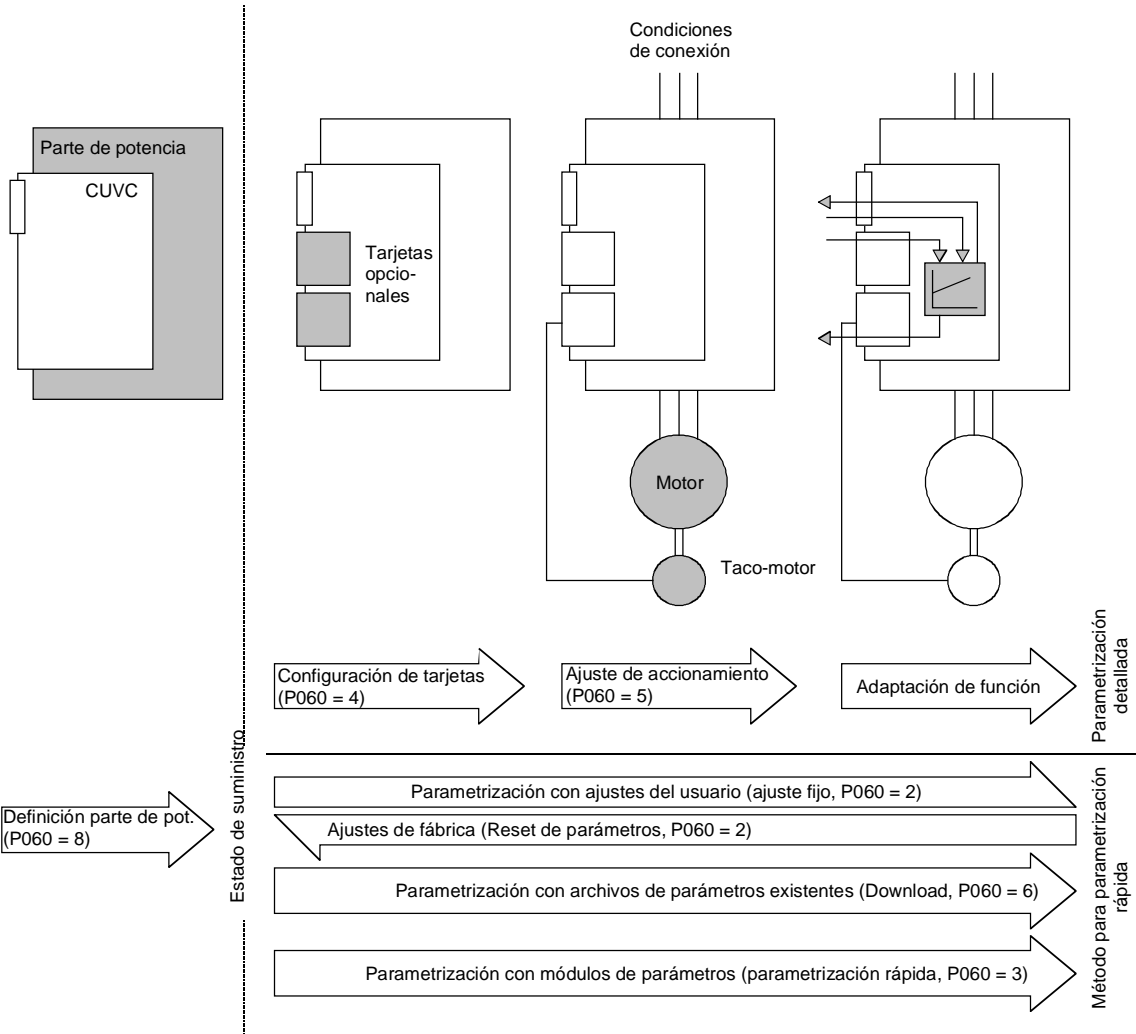 Condiciones
de conexión
Parte de potencia
CUVC
Tarjetas
opcio-
nales
Motor
Taco-motor
Configuración de tarjetas
(P060 = 4)
Ajuste de accionamiento
(P060 = 5)
Adaptación de función
Parametrización
detallada
Estado de suministro
Definición parte de pot.
(P060 = 8)
Parametrización con ajustes del usuario (ajuste fijo, P060 = 2)
Ajustes de fábrica (Reset de parámetros, P060 = 2)
Parametrización con archivos de parámetros existentes (Download, P060 = 6)
Parametrización con módulos de parámetros (parametrización rápida, P060 = 3)
Método para parametrización
rápida